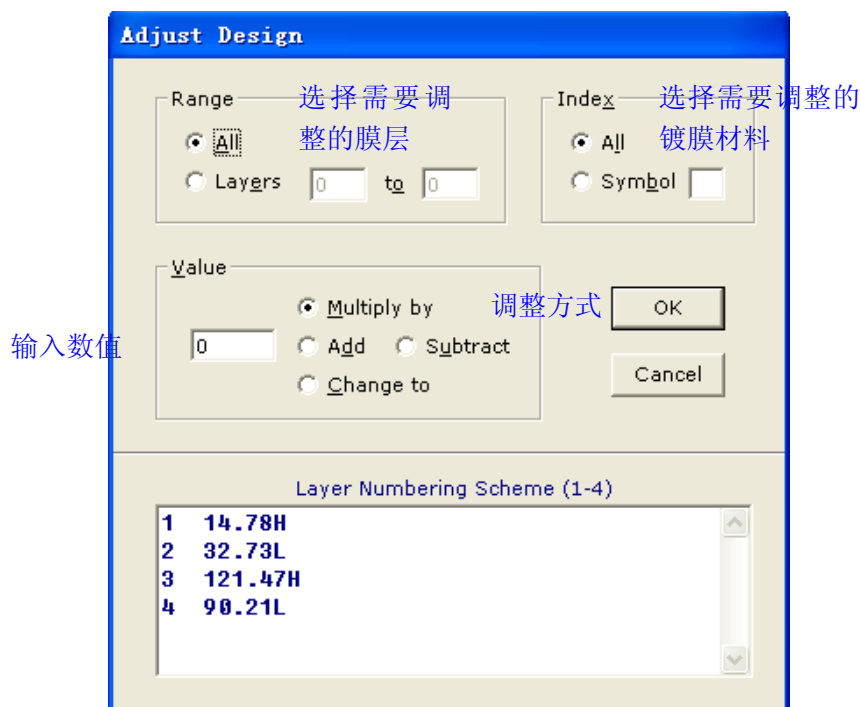 Adjust Design
Range 选择需要调
整的膜层
All
Layers 0 to 0
Index 选择需要调整的
镀膜材料
All
Symbol
Value
Multiply by 调整方式
输入数值 0
Add Subtract
Change to
OK
Cancel
Layer Numbering Scheme (1-4)
1 14.78H
2 32.73L
3 121.47H
4 90.21L